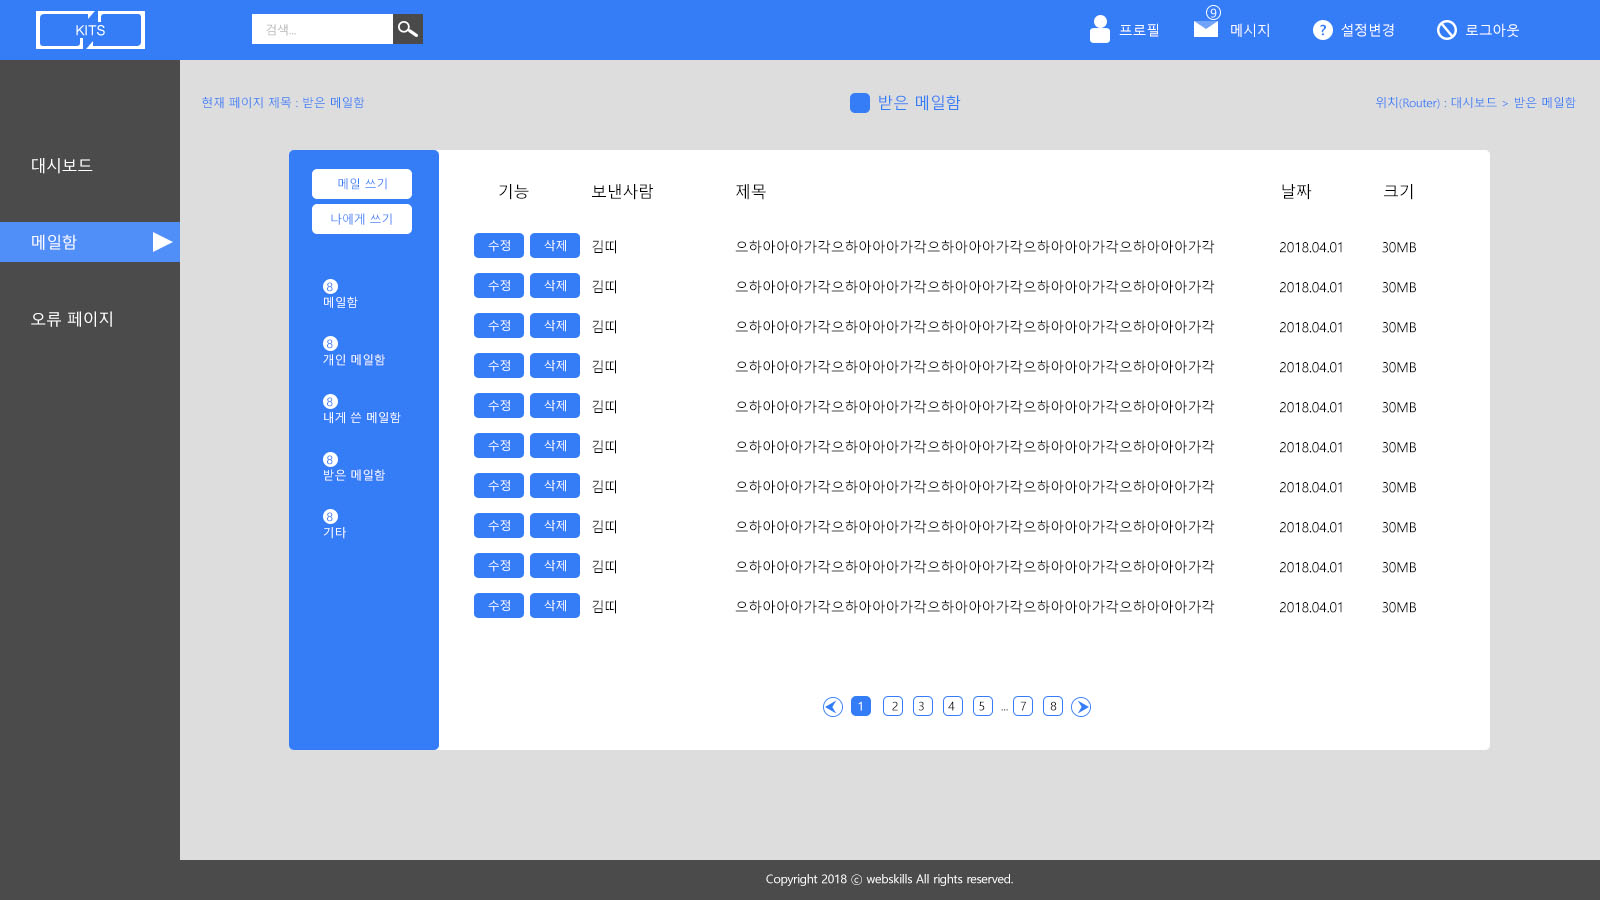 KITS
검색...
9
프로필
메시지
? 설정변경
로그아웃
현재 페이지 제목 : 받은 메일함
받은 메일함
위치(Router) : 대시보드 > 받은 메일함
대시보드
메일함
오류 페이지
메일 쓰기
나에게 쓰기
8
메일함
8
개인 메일함
8
내게 쓴 메일함
8
받은 메일함
8
기타
기능 보낸사람 제목 날짜 크기
수정 삭제 김띠 으하아아아가각으하아아아가각으하아아아가각으하아아아가각으하아아아가각 2018.04.01 30MB
수정 삭제 김띠 으하아아아가각으하아아아가각으하아아아가각으하아아아가각으하아아아가각 2018.04.01 30MB
수정 삭제 김띠 으하아아아가각으하아아아가각으하아아아가각으하아아아가각으하아아아가각 2018.04.01 30MB
수정 삭제 김띠 으하아아아가각으하아아아가각으하아아아가각으하아아아가각으하아아아가각 2018.04.01 30MB
수정 삭제 김띠 으하아아아가각으하아아아가각으하아아아가각으하아아아가각으하아아아가각 2018.04.01 30MB
수정 삭제 김띠 으하아아아가각으하아아아가각으하아아아가각으하아아아가각으하아아아가각 2018.04.01 30MB
수정 삭제 김띠 으하아아아가각으하아아아가각으하아아아가각으하아아아가각으하아아아가각 2018.04.01 30MB
수정 삭제 김띠 으하아아아가각으하아아아가각으하아아아가각으하아아아가각으하아아아가각 2018.04.01 30MB
수정 삭제 김띠 으하아아아가각으하아아아가각으하아아아가각으하아아아가각으하아아아가각 2018.04.01 30MB
수정 삭제 김띠 으하아아아가각으하아아아가각으하아아아가각으하아아아가각으하아아아가각 2018.04.01 30MB
1 2 3 4 5 ... 7 8
Copyright 2018 ⓒ webskills All rights reserved.